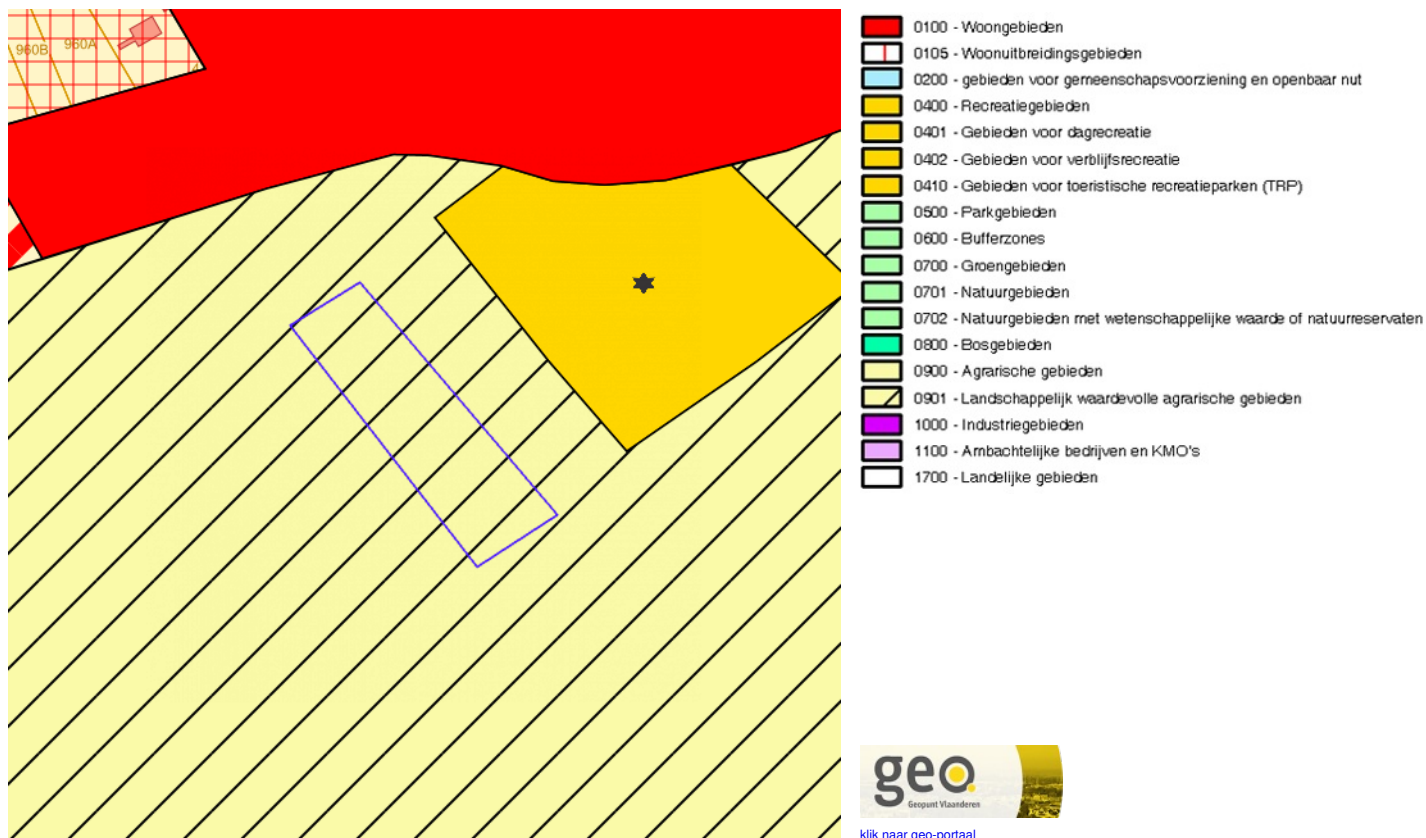 960B
960A
0100 - Woongebieden
0105 - Woonuitbreidingsgebieden
0200 - gebieden voor gemeenschapsvoorziening en openbaar nut
0400 - Recreatiegebieden
0401 - Gebieden voor dagrecreatie
0402 - Gebieden voor verblijfsrecreatie
0410 - Gebieden voor toeristische recreatieparken (TRP)
0500 - Parkgebieden
0600 - Bufferzones
0700 - Groengebieden
0701 - Natuurgebieden
0702 - Natuurgebieden met wetenschappelijke waarde of natuurreservaten
0800 - Bosgebieden
0900 - Agrarische gebieden
0901 - Landschappelijk waardevolle agrarische gebieden
1000 - Industriegebieden
1100 - Ambachtelijke bedrijven en KMO's
1700 - Landelijke gebieden
geo.
Geopunt Vlaanderen
klik naar geo-portaal